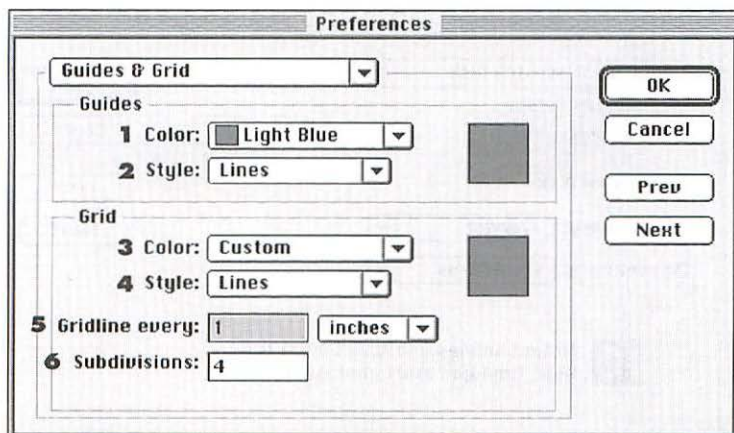 Preferences
Guides & Grid
OK
Guides
1 Color: Light Blue
Cancel
2 Style: Lines
Prev
Grid
Next
3 Color: Custom
4 Style: Lines
5 Gridline every: 1 inches
6 Subdivisions: 4